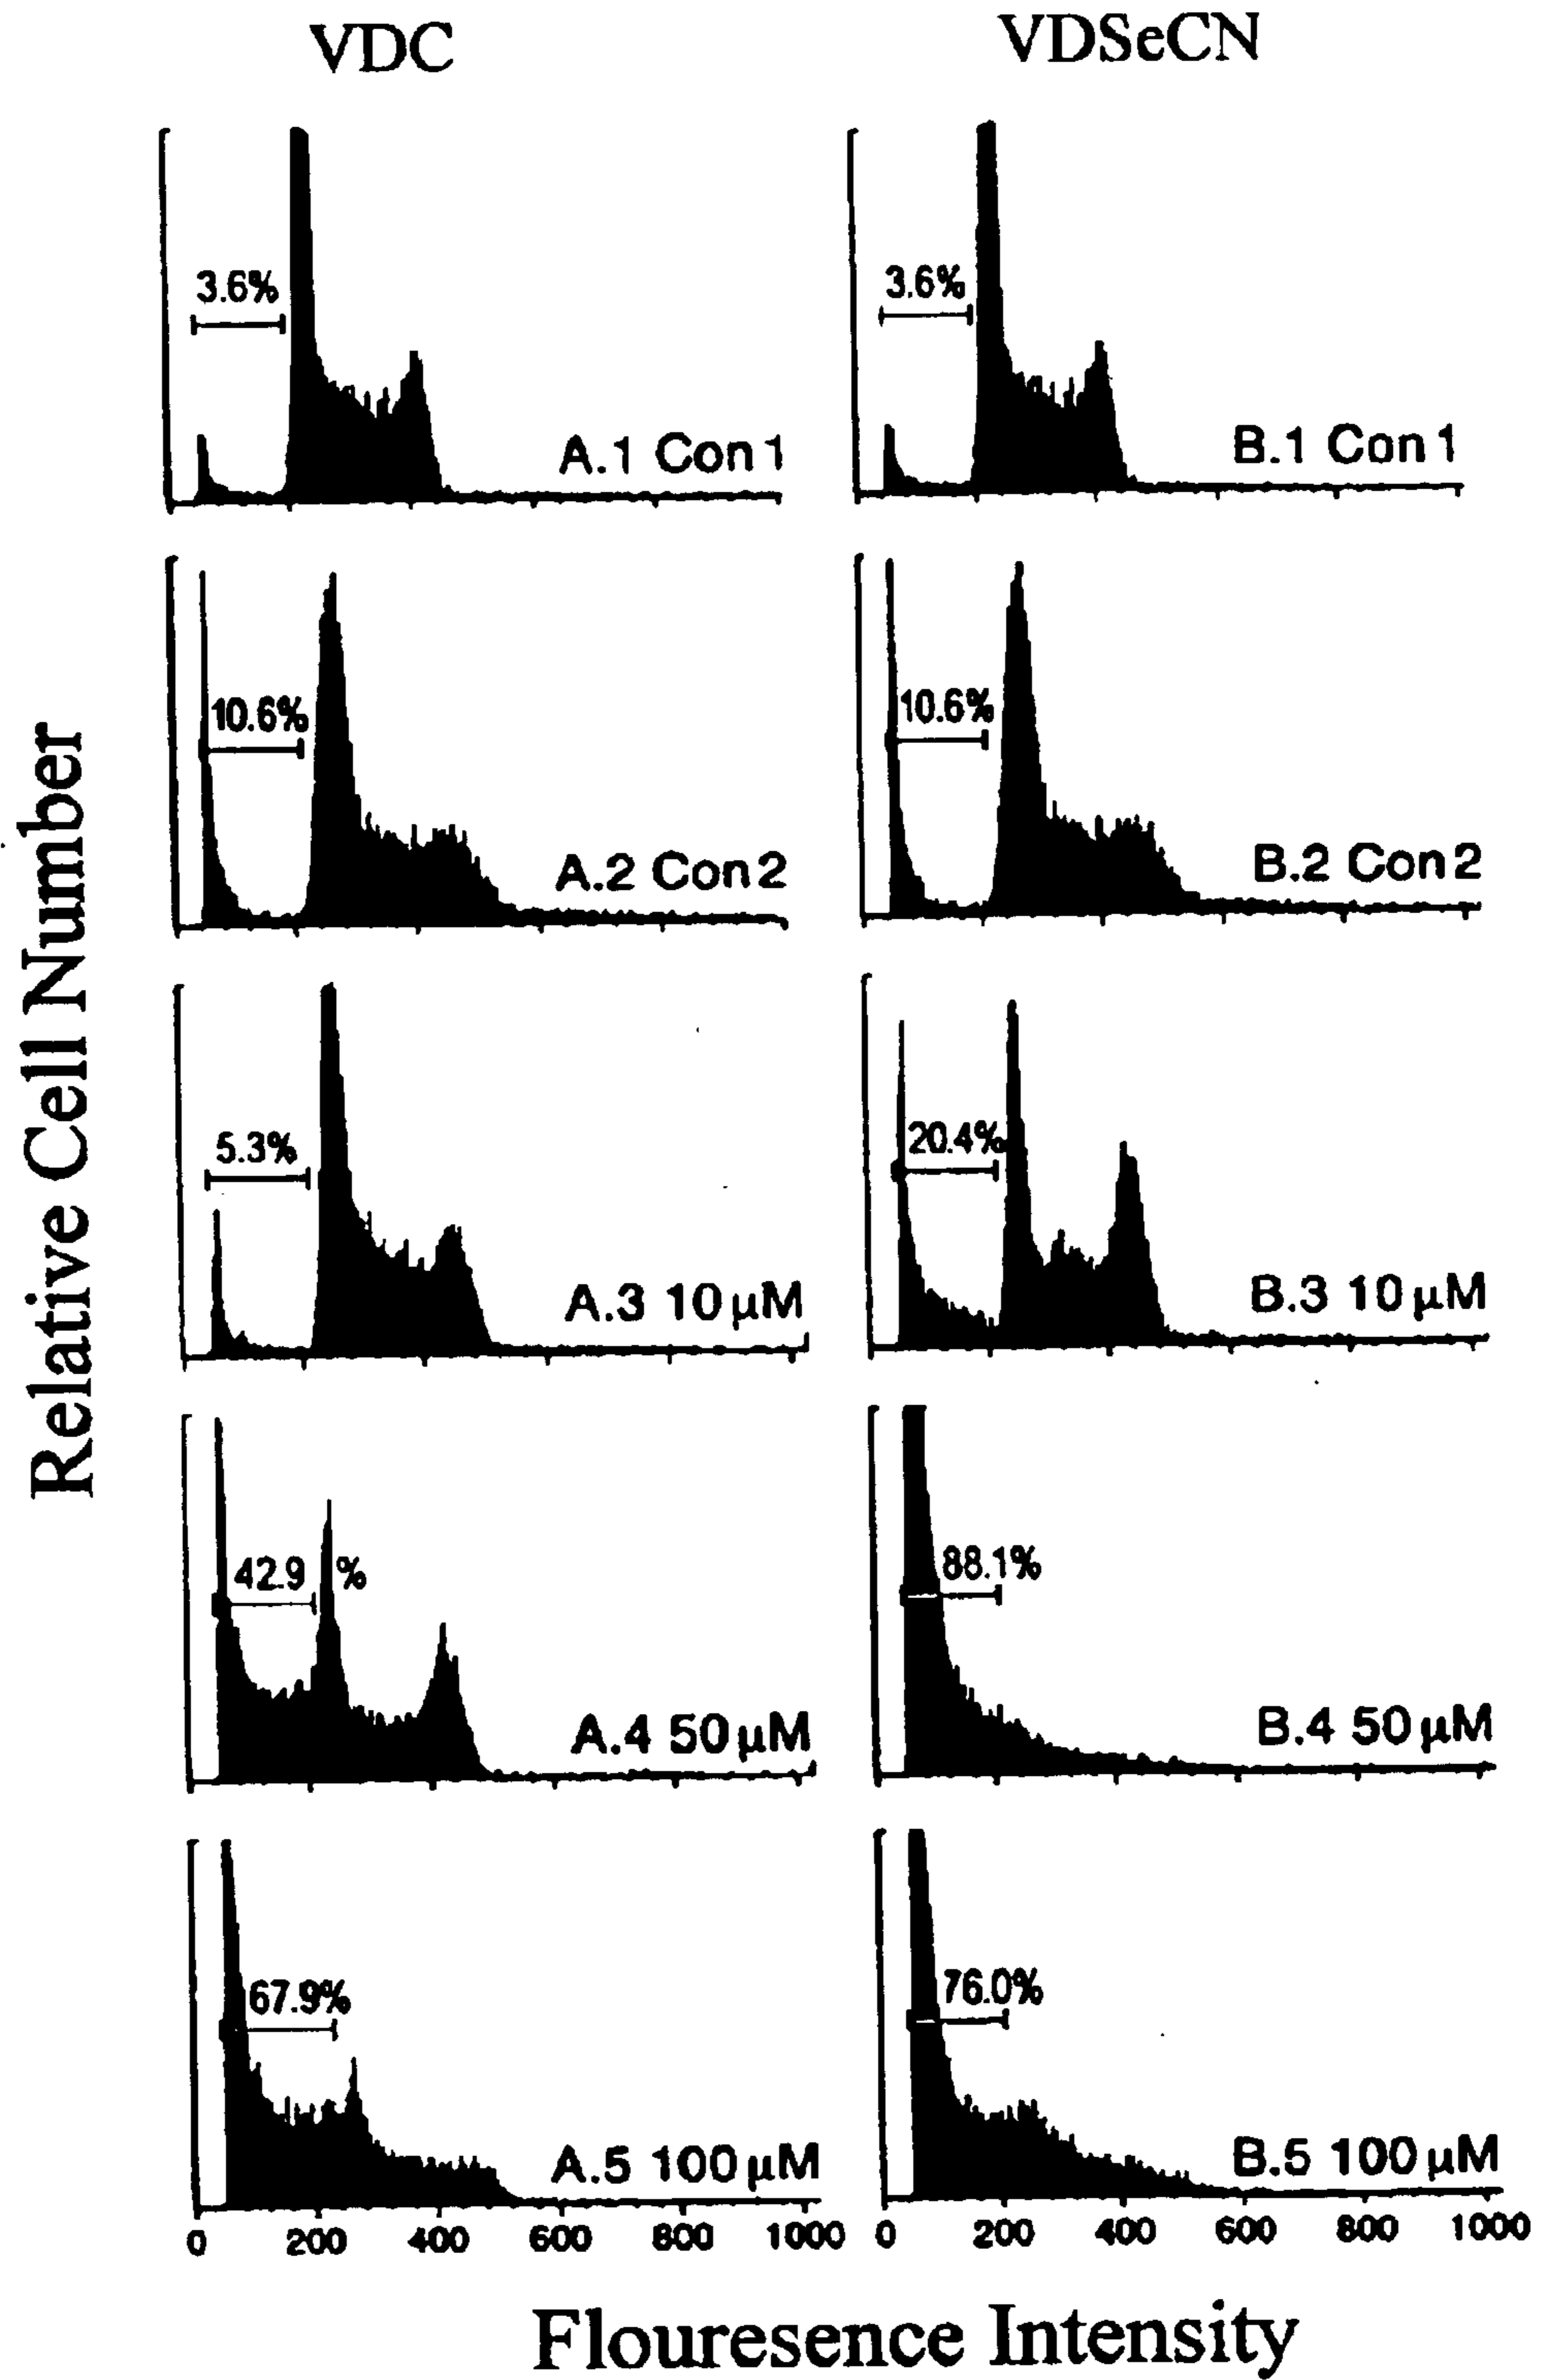 VDC VDSeCN
3.6% 3.6%
A.1 Con 1 B.1 Con 1
10.6% 10.6%
A.2 Con 2 B.2 Con 2
Relative Cell Number
5.3% 20.4%
A.3 10 μM B.3 10 μM
42.9 % 88.1%
A.4 50 μM B.4 50 μM
67.9% 76.0%
A.5 100 μM B.5 100 μM
0 200 400 600 800 1000 0 200 400 600 800 1000
Flouresence Intensity